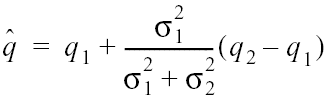 q̂ = q₁ + σ₁² / (σ₁² + σ₂²) (q₂ − q₁)